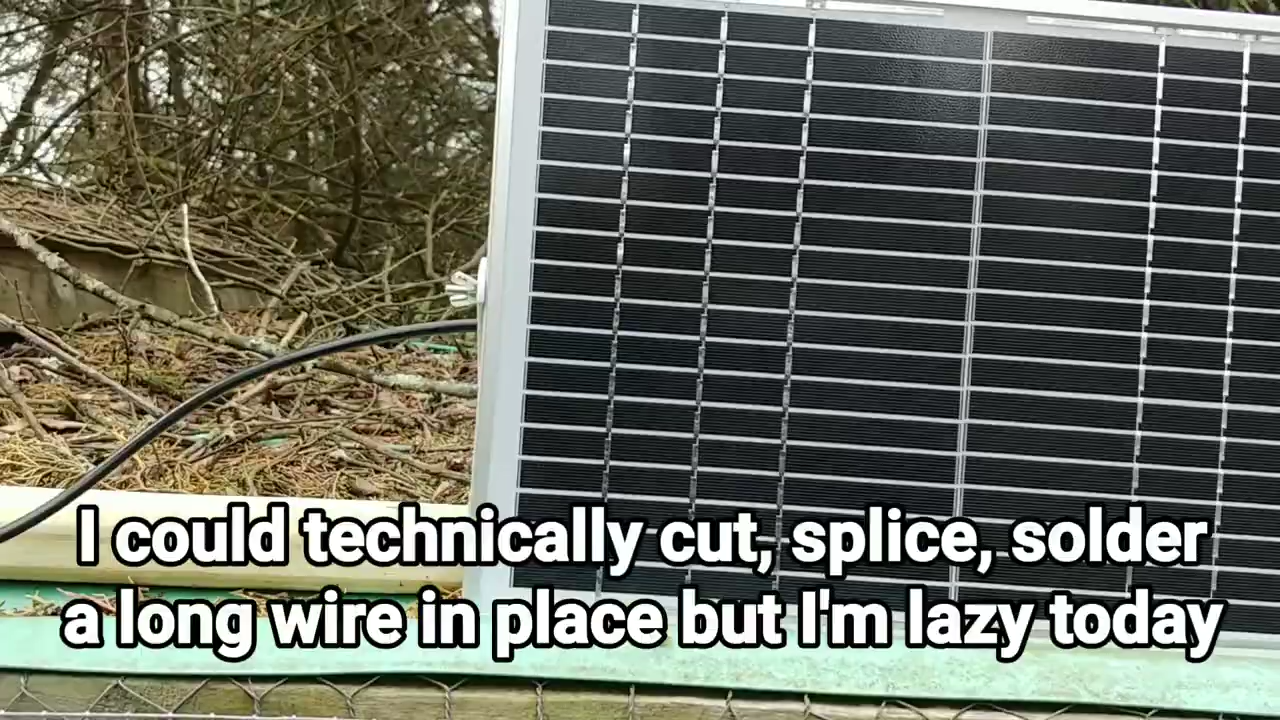 I could technically cut, splice, solder
a long wire in place but I'm lazy today